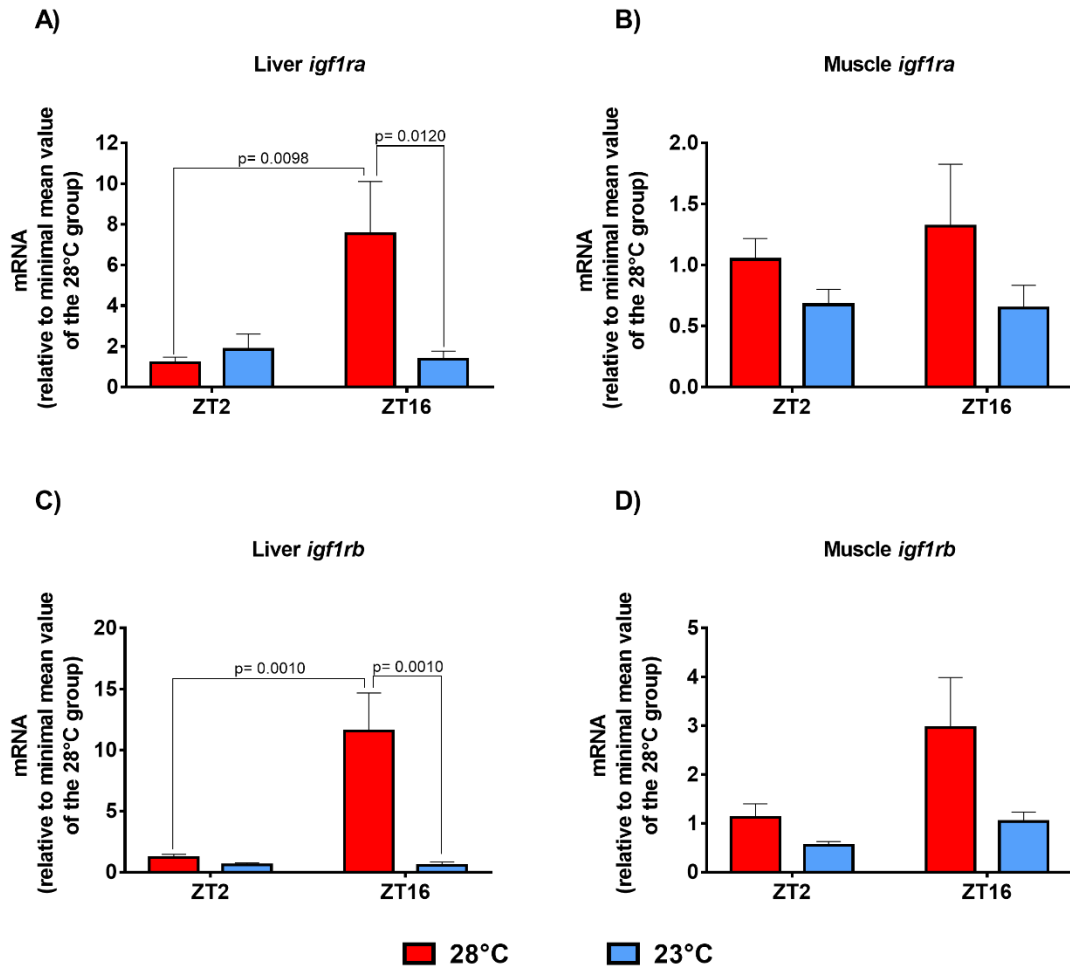 A)
Liver igf1ra
mRNA
(relative to minimal mean value
of the 28°C group)
12
10
8
6
4
2
0
p= 0.0098
p= 0.0120
ZT2
ZT16
B)
Muscle igf1ra
mRNA
(relative to minimal mean value
of the 28°C group)
2.0
1.5
1.0
0.5
0.0
ZT2
ZT16
C)
Liver igf1rb
mRNA
(relative to minimal mean value
of the 28°C group)
20
15
10
5
0
p= 0.0010
p= 0.0010
ZT2
ZT16
D)
Muscle igf1rb
mRNA
(relative to minimal mean value
of the 28°C group)
5
4
3
2
1
0
ZT2
ZT16
28°C
23°C